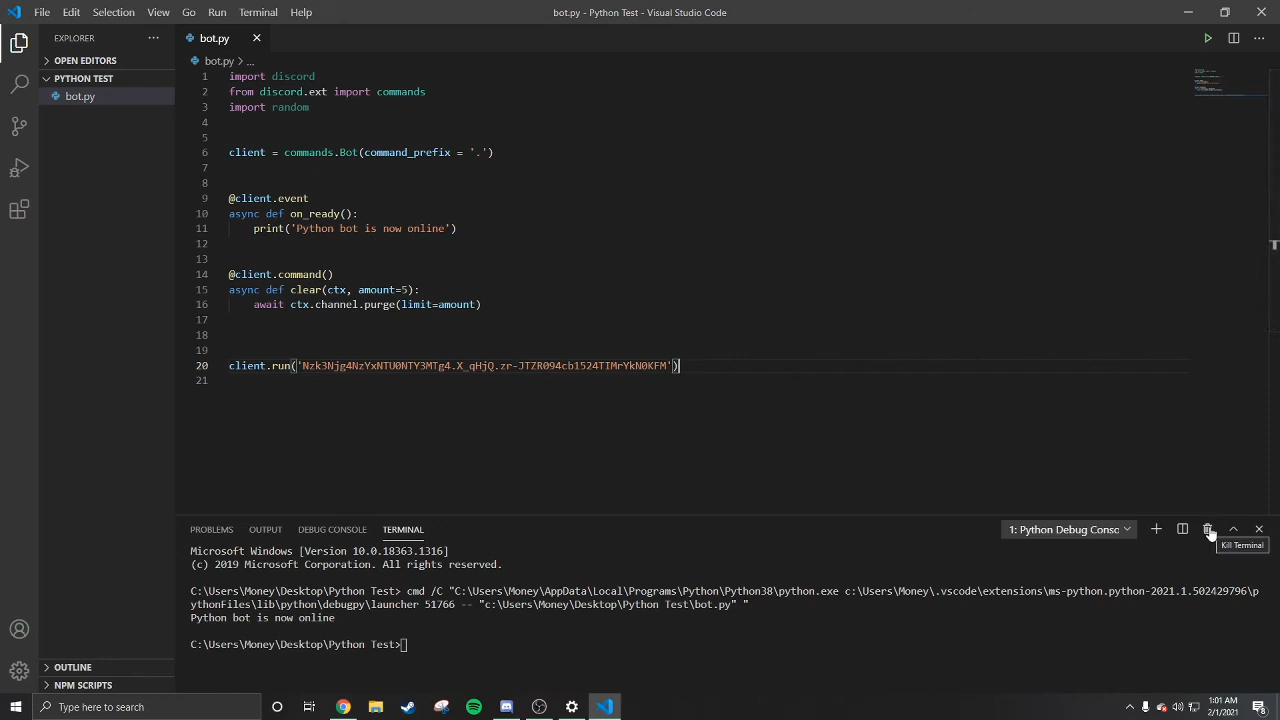 File Edit Selection View Go Run Terminal Help
bot.py - Python Test - Visual Studio Code
EXPLORER
bot.py
OPEN EDITORS
PYTHON TEST
bot.py
bot.py > ...
1 import discord
2 from discord.ext import commands
3 import random
4
5
6 client = commands.Bot(command_prefix = '.')
7
8
9 @client.event
10 async def on_ready():
11 print('Python bot is now online')
12
13
14 @client.command()
15 async def clear(ctx, amount=5):
16 await ctx.channel.purge(limit=amount)
17
18
19
20 client.run('Nzk3Njg4NzYxNTU0NTY3MTg4.X_qHjQ.zr-JTZR094cb1524TIMrYkN0KFM')
21
PROBLEMS OUTPUT DEBUG CONSOLE TERMINAL
1: Python Debug Consc
Kill Terminal
Microsoft Windows [Version 10.0.18363.1316]
(c) 2019 Microsoft Corporation. All rights reserved.
C:\Users\Money\Desktop\Python Test> cmd /C "C:\Users\Money\AppData\Local\Programs\Python\Python38\python.exe c:\Users\Money\.vscode\extensions\ms-python.python-2021.1.502429796\p
ythonFiles\lib\python\debugpy\launcher 51766 -- "c:\Users\Money\Desktop\Python Test\bot.py" "
Python bot is now online
C:\Users\Money\Desktop\Python Test>
OUTLINE
NPM SCRIPTS
Type here to search
1:01 AM
2/1/2021